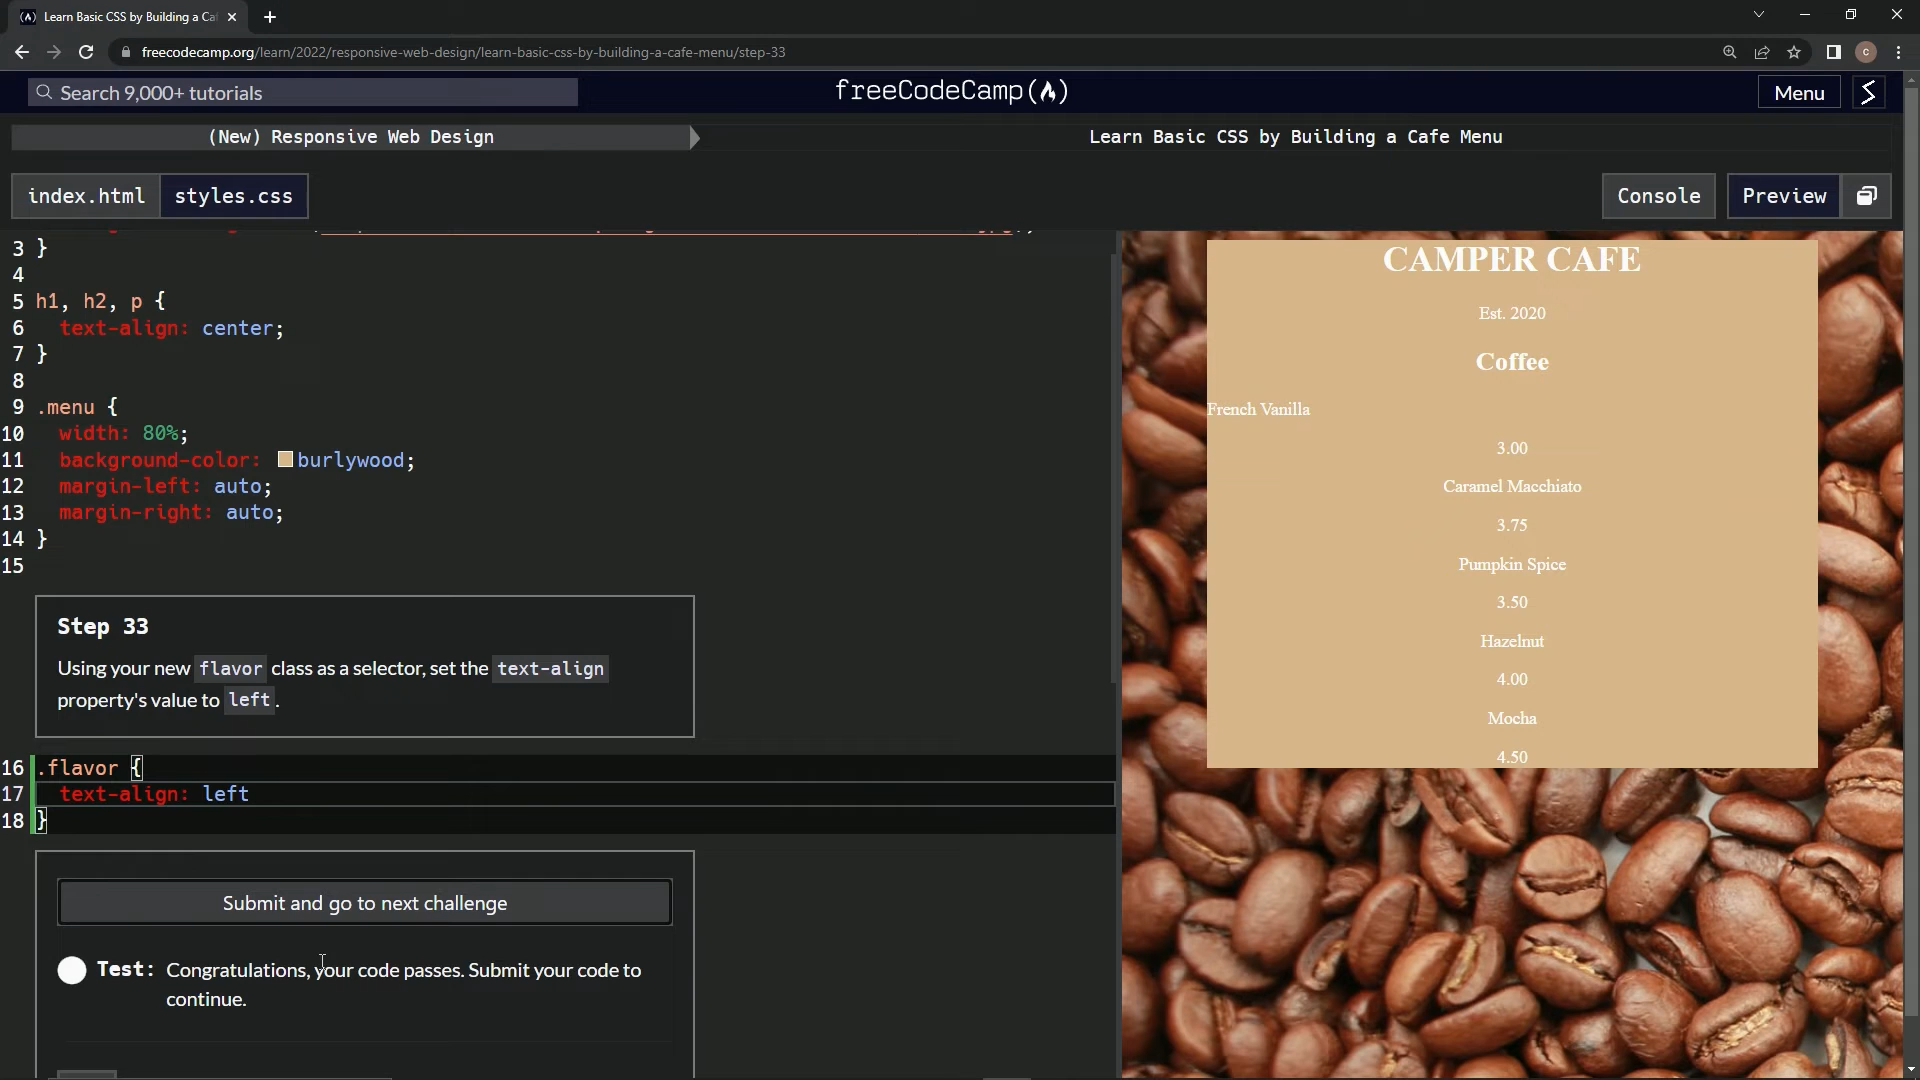 Learn Basic CSS by Building a Ca
freecodecamp.org/learn/2022/responsive-web-design/learn-basic-css-by-building-a-cafe-menu/step-33
c
Search 9,000+ tutorials
freeCodeCamp(🔥)
Menu
(New) Responsive Web Design
Learn Basic CSS by Building a Cafe Menu
index.html
styles.css
Console
Preview
3 }
4
5 h1, h2, p {
6 text-align: center;
7 }
8
9 .menu {
10 width: 80%;
11 background-color: burlywood;
12 margin-left: auto;
13 margin-right: auto;
14 }
15
Step 33
Using your new flavor class as a selector, set the text-align
property's value to left.
16 .flavor {
17 text-align: left
18 }
Submit and go to next challenge
Test: Congratulations, your code passes. Submit your code to
continue.
CAMPER CAFE
Est. 2020
Coffee
French Vanilla
3.00
Caramel Macchiato
3.75
Pumpkin Spice
3.50
Hazelnut
4.00
Mocha
4.50